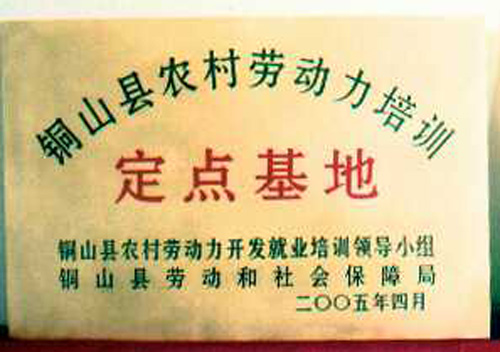 铜山县农村劳动力培训
定点基地
铜山县农村劳动力开发就业培训领导小组
铜山县劳动和社会保障局
二〇〇五年四月